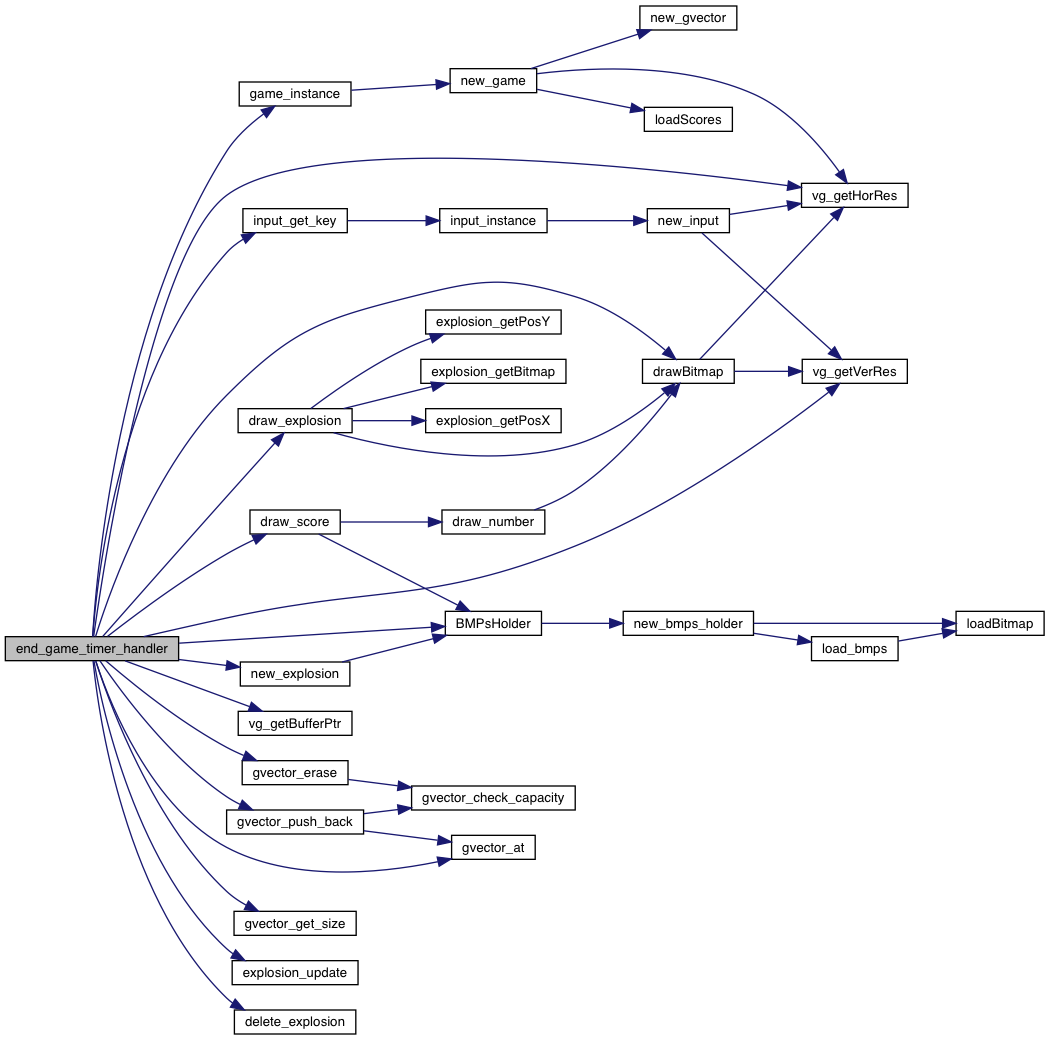 new_gvector
new_game
game_instance
loadScores
vg_getHorRes
input_get_key
input_instance
new_input
explosion_getPosY
explosion_getBitmap
drawBitmap
vg_getVerRes
draw_explosion
explosion_getPosX
draw_score
draw_number
BMPsHolder
new_bmps_holder
loadBitmap
end_game_timer_handler
load_bmps
new_explosion
vg_getBufferPtr
gvector_erase
gvector_check_capacity
gvector_push_back
gvector_at
gvector_get_size
explosion_update
delete_explosion